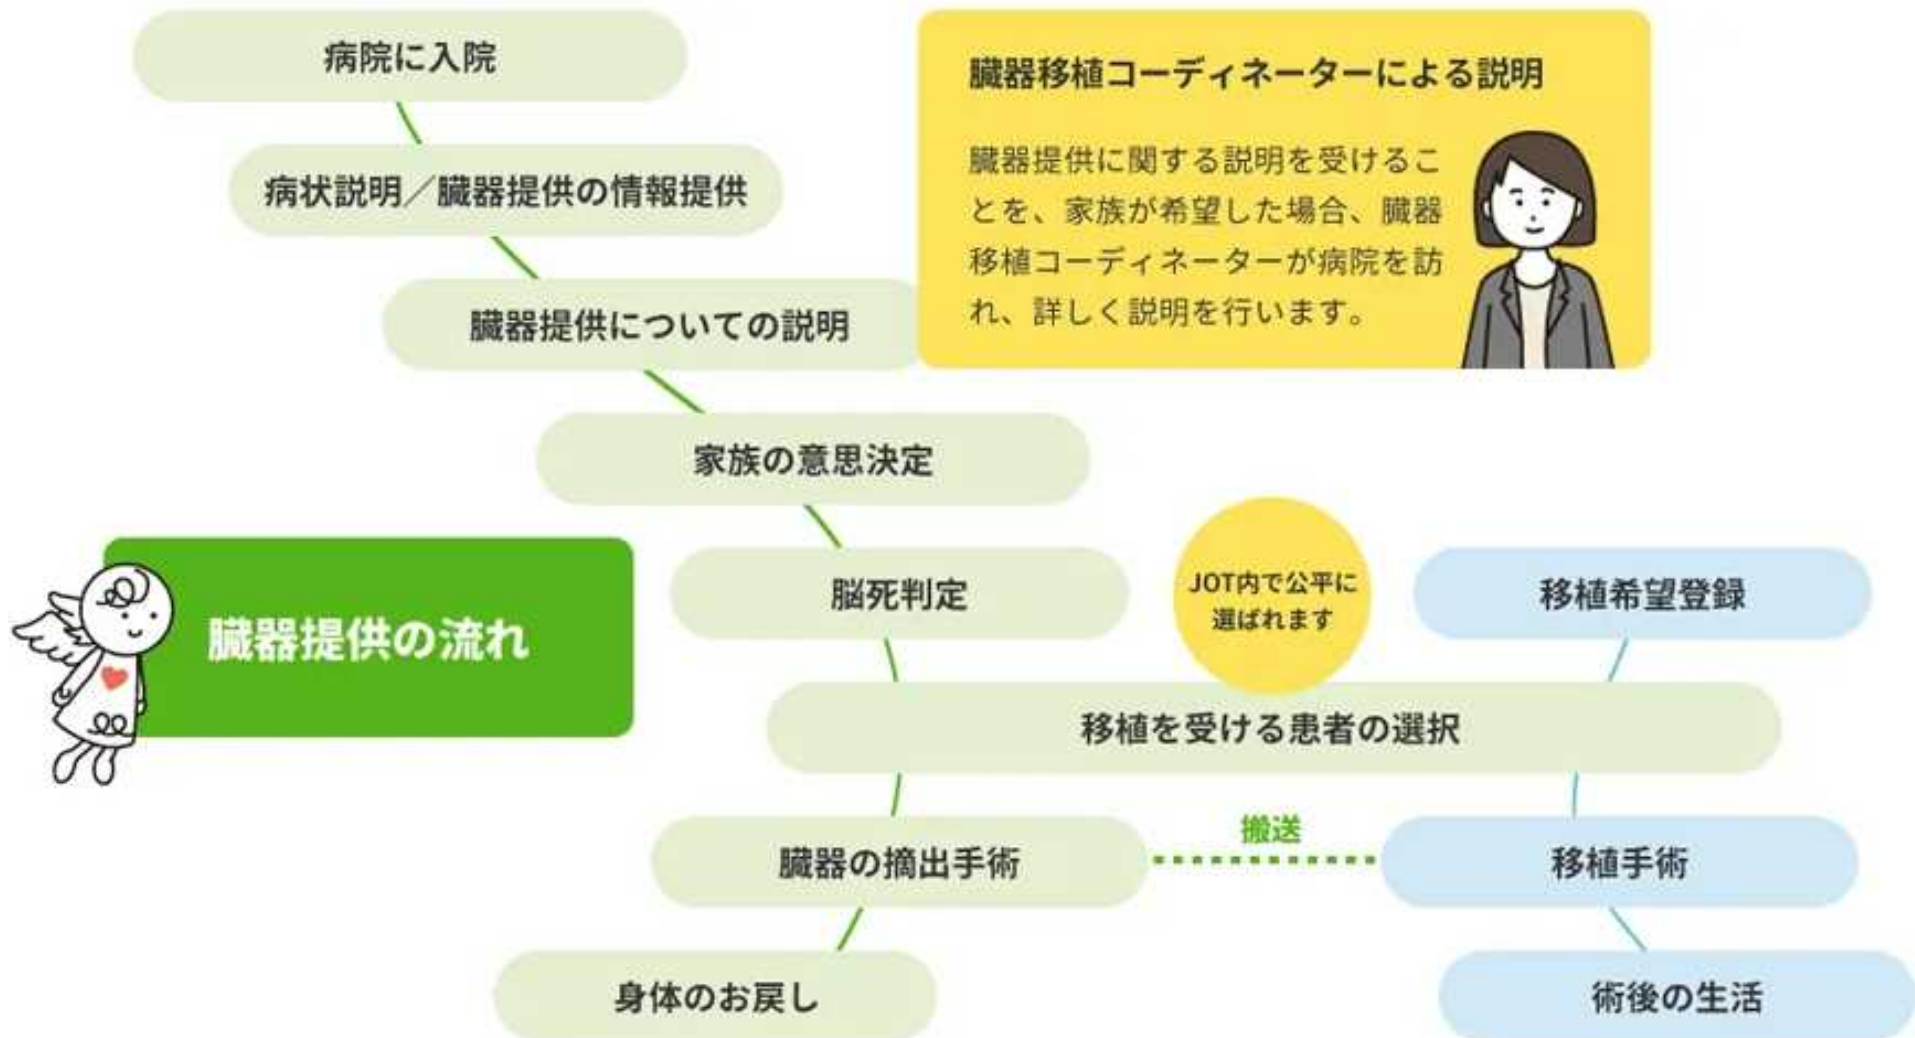 病院に入院
病状説明／臓器提供の情報提供
臓器提供についての説明
臓器移植コーディネーターによる説明
臓器提供に関する説明を受けるこ
とを、家族が希望した場合、臓器
移植コーディネーターが病院を訪
れ、詳しく説明を行います。
家族の意思決定
臓器提供の流れ
脳死判定
JOT内で公平に
選ばれます
移植希望登録
移植を受ける患者の選択
臓器の摘出手術
搬送
移植手術
身体のお戻し
術後の生活